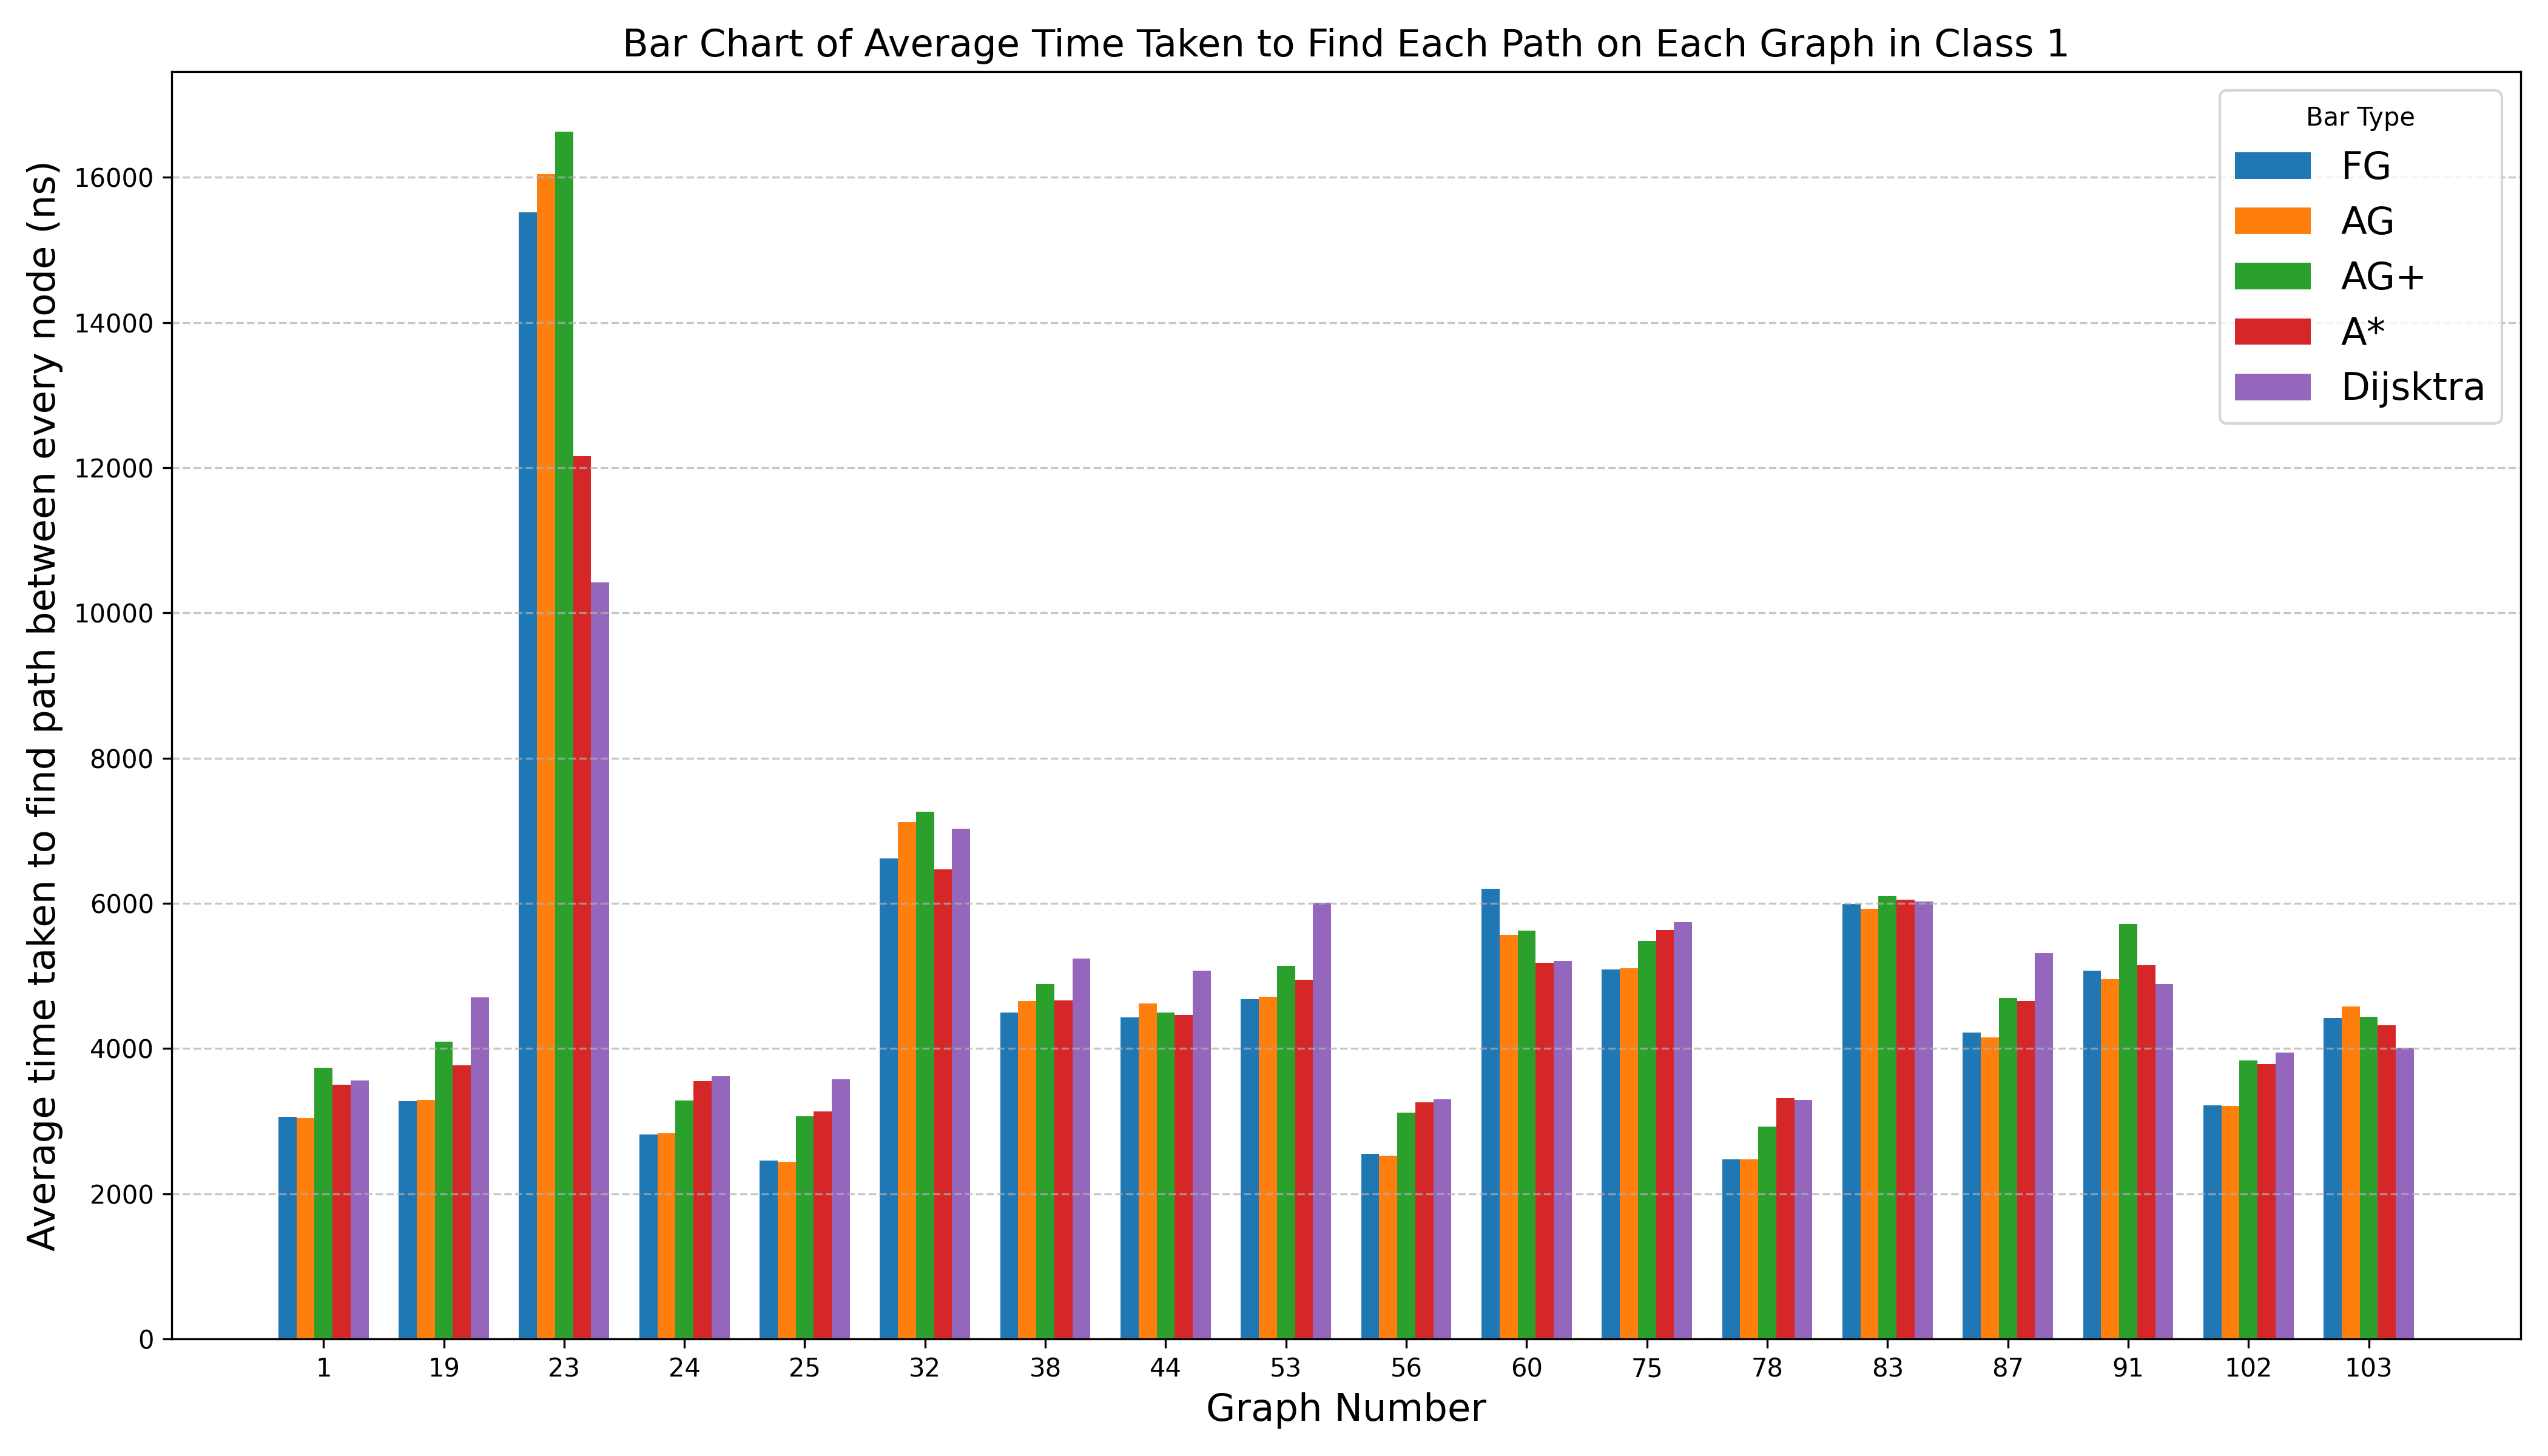 Bar Chart of Average Time Taken to Find Each Path on Each Graph in Class 1
Average time taken to find path between every node (ns)
16000
14000
12000
10000
8000
6000
4000
2000
0
Bar Type
FG
AG
AG+
A*
Dijsktra
1 19 23 24 25 32 38 44 53 56 60 75 78 83 87 91 102 103
Graph Number